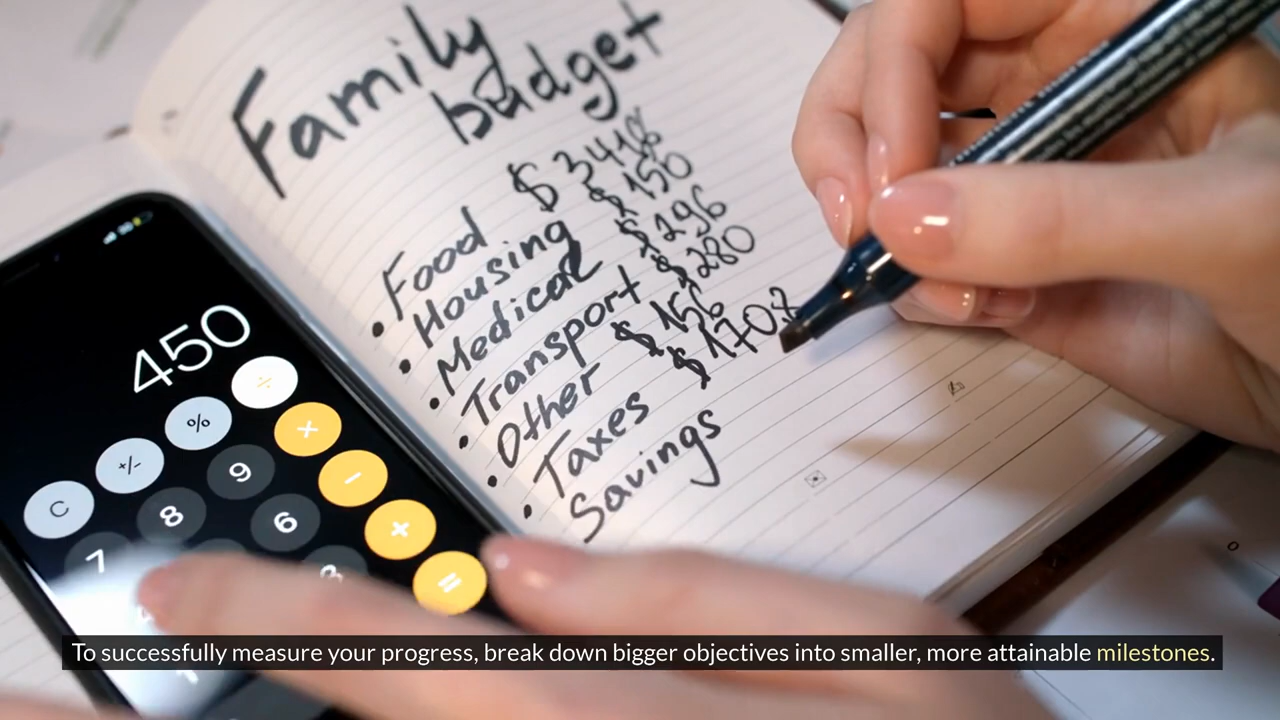 Family
budget
Food $ 3418
Housing $ 150
Medical $ 296
Transport $ 280
Other $ 156
Taxes $ 1708
Savings
450
C +/- % ÷
7 8 9 ×
6 −
3 +
=
To successfully measure your progress, break down bigger objectives into smaller, more attainable milestones.